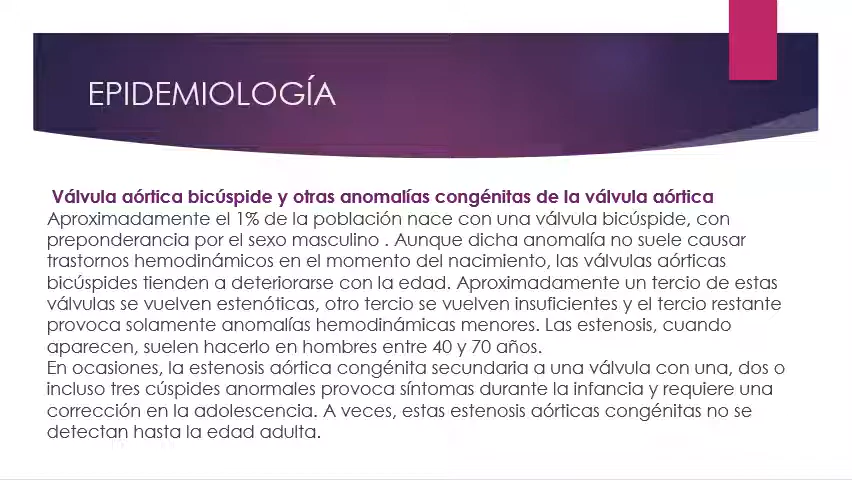 EPIDEMIOLOGÍA
Válvula aórtica bicúspide y otras anomalías congénitas de la válvula aórtica
Aproximadamente el 1% de la población nace con una válvula bicúspide, con
preponderancia por el sexo masculino . Aunque dicha anomalía no suele causar
trastornos hemodinámicos en el momento del nacimiento, las válvulas aórticas
bicúspides tienden a deteriorarse con la edad. Aproximadamente un tercio de estas
válvulas se vuelven estenóticas, otro tercio se vuelven insuficientes y el tercio restante
provoca solamente anomalías hemodinámicas menores. Las estenosis, cuando
aparecen, suelen hacerlo en hombres entre 40 y 70 años.
En ocasiones, la estenosis aórtica congénita secundaria a una válvula con una, dos o
incluso tres cúspides anormales provoca síntomas durante la infancia y requiere una
corrección en la adolescencia. A veces, estas estenosis aórticas congénitas no se
detectan hasta la edad adulta.